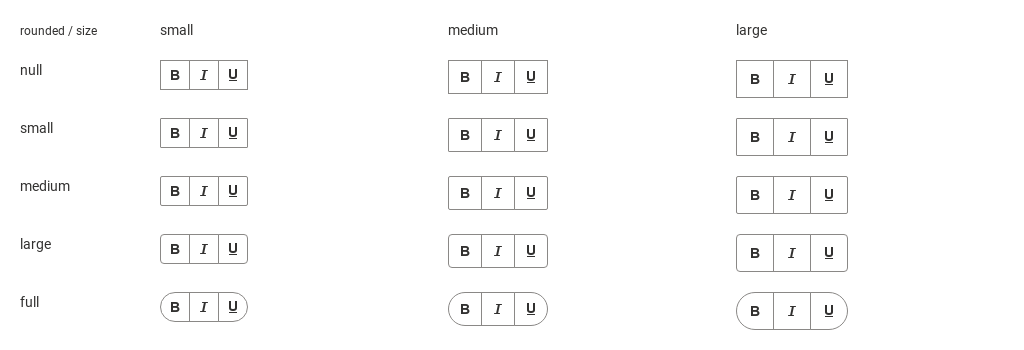 rounded / size small medium large
null B I U B I U B I U
small B I U B I U B I U
medium B I U B I U B I U
large B I U B I U B I U
full B I U B I U B I U